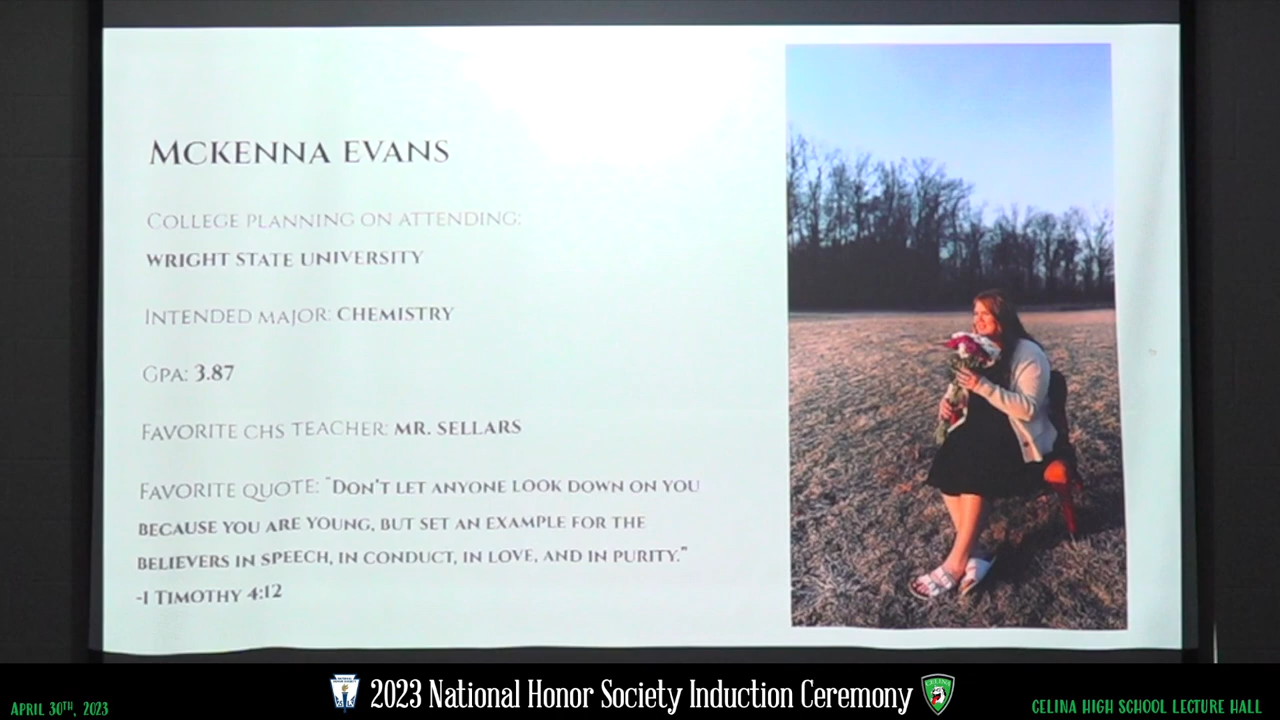 McKenna Evans
College planning on attending:
Wright State University
Intended major: Chemistry
GPA: 3.87
Favorite CHS teacher: Mr. Sellars
Favorite quote: "Don't let anyone look down on you
because you are young, but set an example for the
believers in speech, in conduct, in love, and in purity."
-1 Timothy 4:12
2023 National Honor Society Induction Ceremony
CELINA
April 30th, 2023
Celina High School Lecture Hall